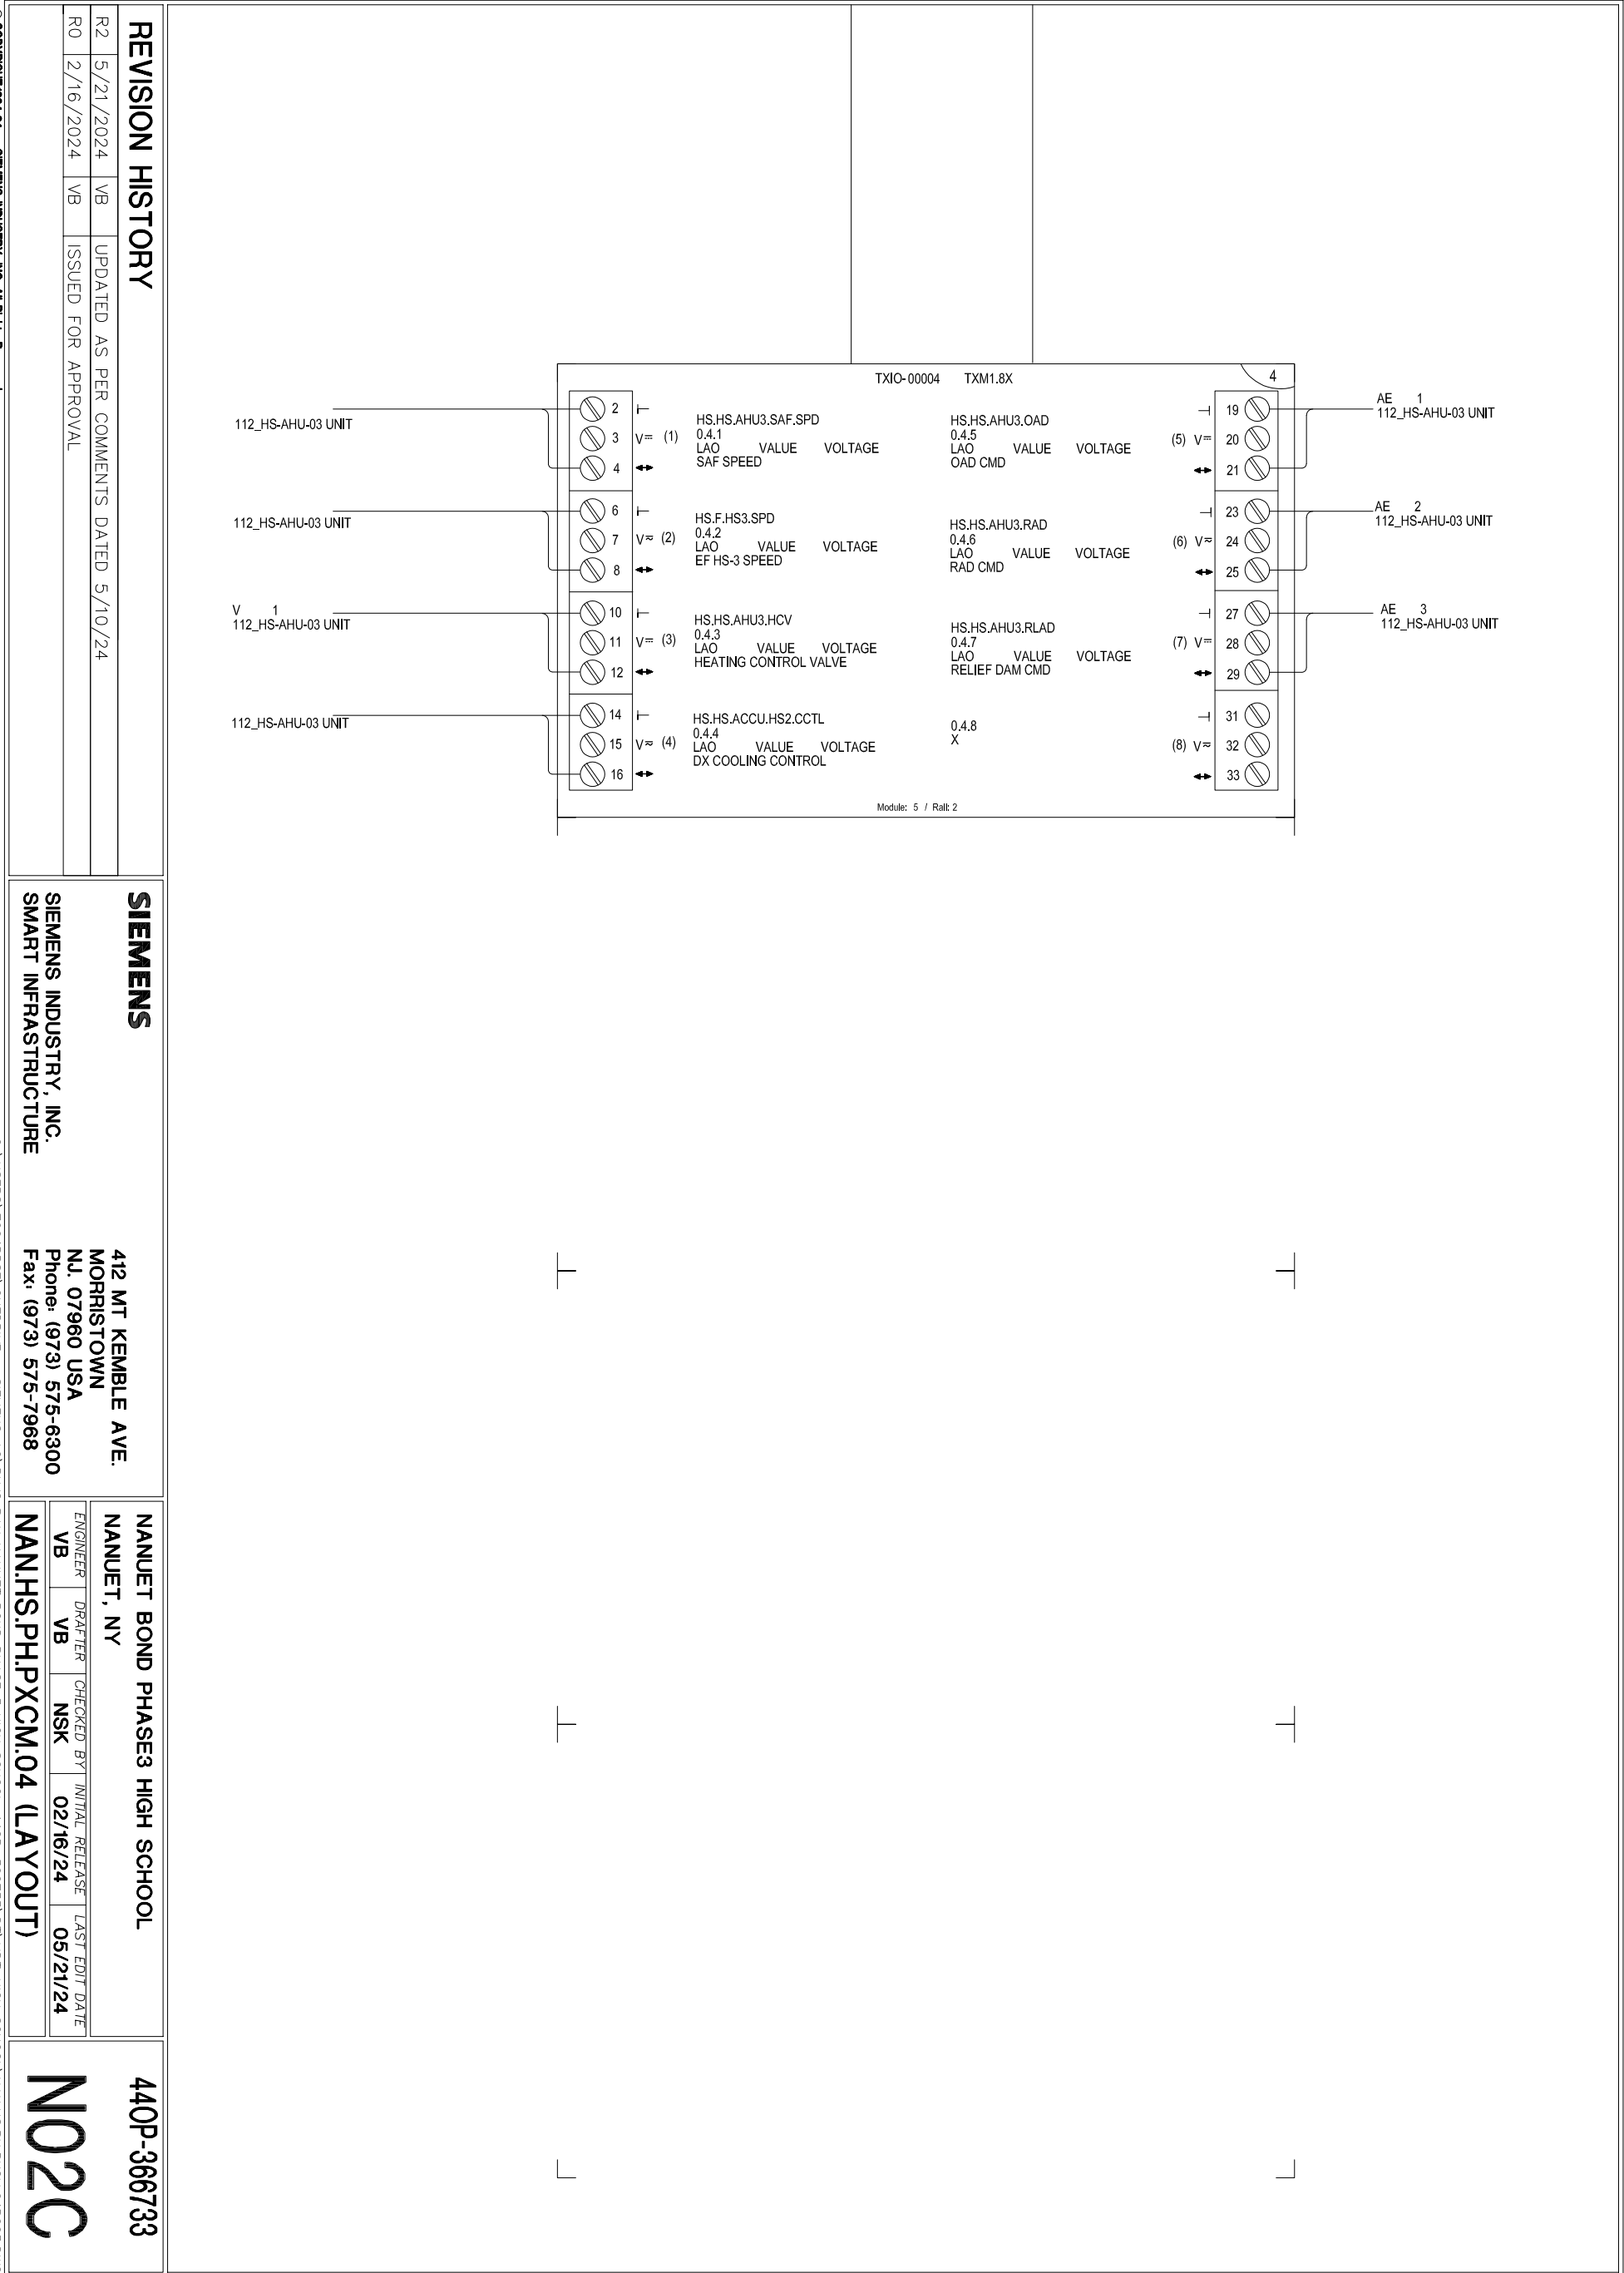 TXIO-00004 TXM1.8X
4
2
3 V= (1)
4
HS.HS.AHU3.SAF.SPD
0.4.1
LAO VALUE VOLTAGE
SAF SPEED
112_HS-AHU-03 UNIT
6
7 V≈ (2)
8
HS.F.HS3.SPD
0.4.2
LAO VALUE VOLTAGE
EF HS-3 SPEED
112_HS-AHU-03 UNIT
10
11 V= (3)
12
HS.HS.AHU3.HCV
0.4.3
LAO VALUE VOLTAGE
HEATING CONTROL VALVE
V 1
112_HS-AHU-03 UNIT
14
15 V≈ (4)
16
HS.HS.ACCU.HS2.CCTL
0.4.4
LAO VALUE VOLTAGE
DX COOLING CONTROL
112_HS-AHU-03 UNIT
HS.HS.AHU3.OAD
0.4.5
LAO VALUE VOLTAGE
OAD CMD
19
(5) V= 20
21
AE 1
112_HS-AHU-03 UNIT
HS.HS.AHU3.RAD
0.4.6
LAO VALUE VOLTAGE
RAD CMD
23
(6) V≈ 24
25
AE 2
112_HS-AHU-03 UNIT
HS.HS.AHU3.RLAD
0.4.7
LAO VALUE VOLTAGE
RELIEF DAM CMD
27
(7) V= 28
29
AE 3
112_HS-AHU-03 UNIT
0.4.8
X
31
(8) V≈ 32
33
Module: 5 / Rail: 2
REVISION HISTORY
R2 5/21/2024 VB UPDATED AS PER COMMENTS DATED 5/10/24
R0 2/16/2024 VB ISSUED FOR APPROVAL
SIEMENS
SIEMENS INDUSTRY, INC.
SMART INFRASTRUCTURE
412 MT KEMBLE AVE.
MORRISTOWN
NJ. 07960 USA
Phone: (973) 575-6300
Fax: (973) 575-7968
NANUET BOND PHASE3 HIGH SCHOOL
NANUET, NY
ENGINEER DRAFTER CHECKED BY INITIAL RELEASE LAST EDIT DATE
VB VB NSK 02/16/24 05/21/24
NAN.HS.PH.PXCM.04 (LAYOUT)
440P-366733
N02C